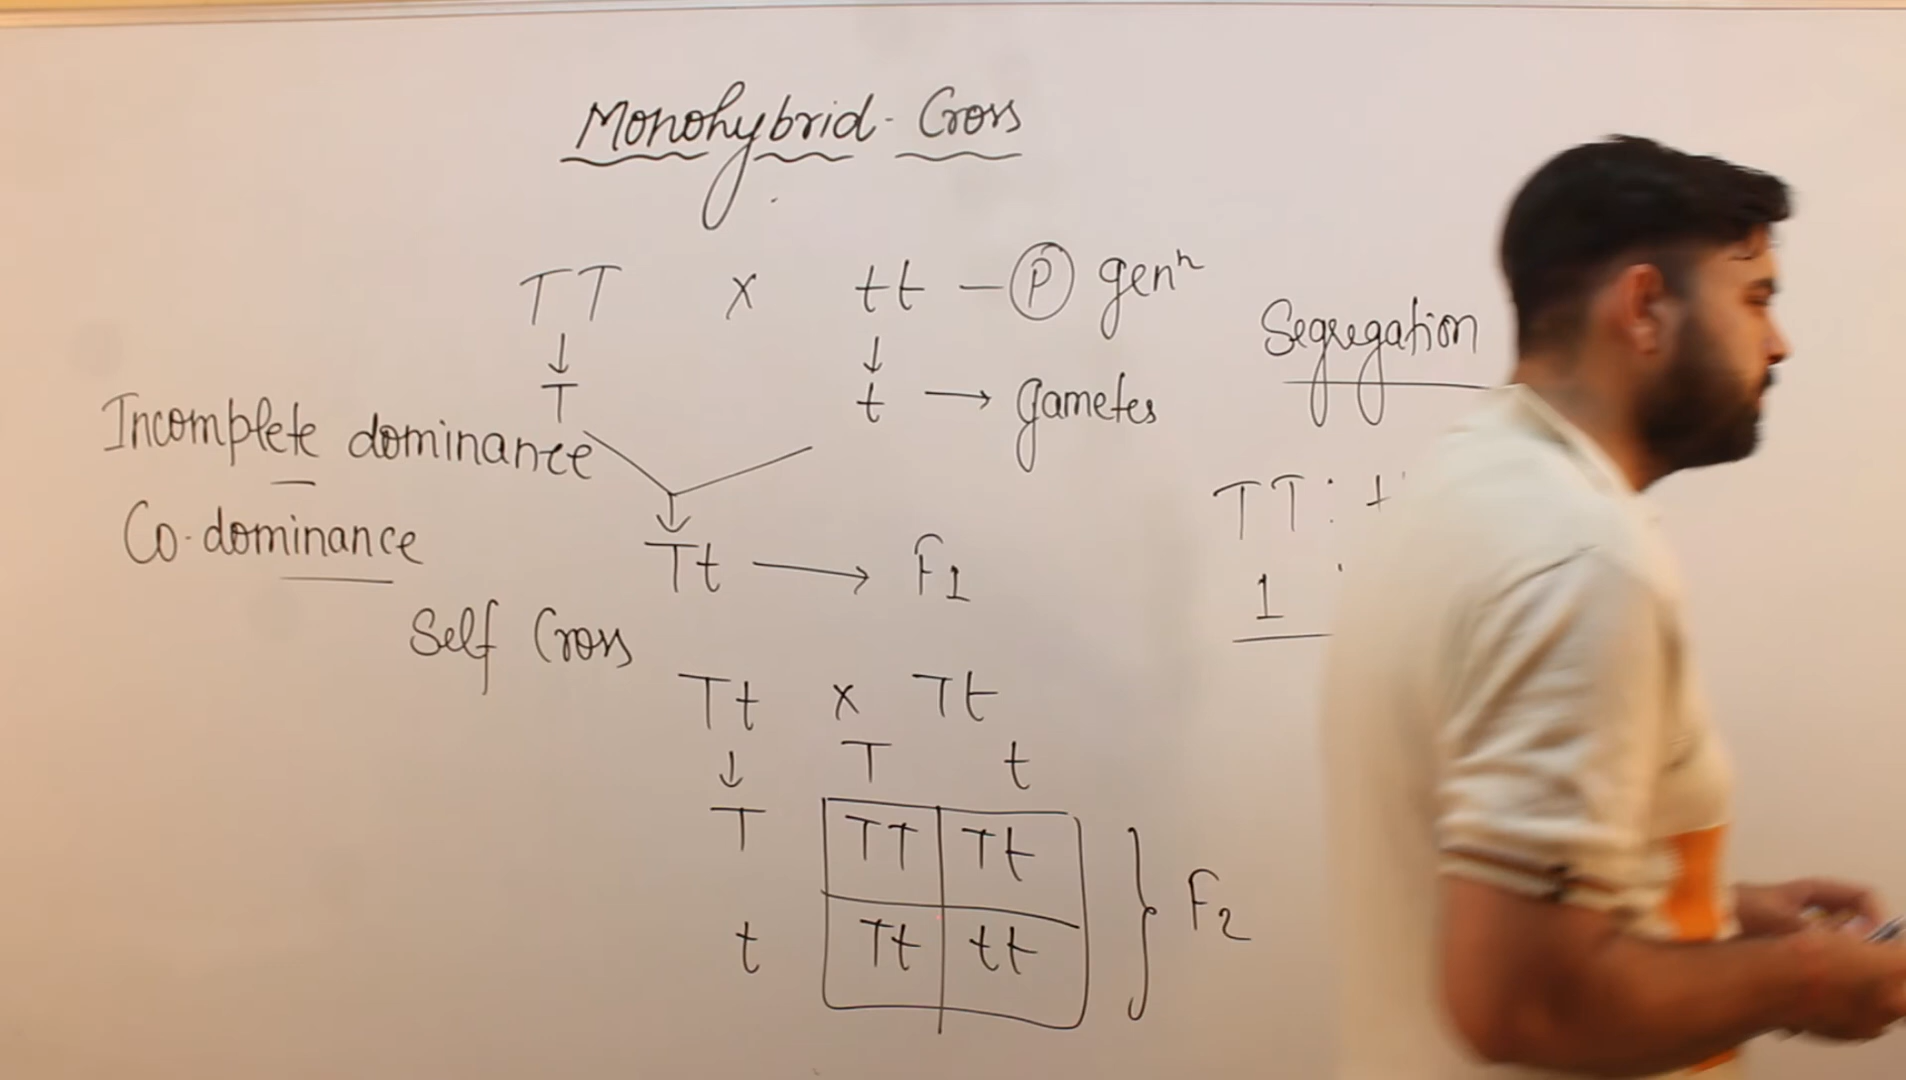 Monohybrid - Cross
TT x tt — P genⁿ
Segregation
T t → gametes
Incomplete dominance
TT :
Co-dominance
Tt → F1
1
Self Cross
Tt x Tt
T t
T TT Tt
F2
t Tt tt